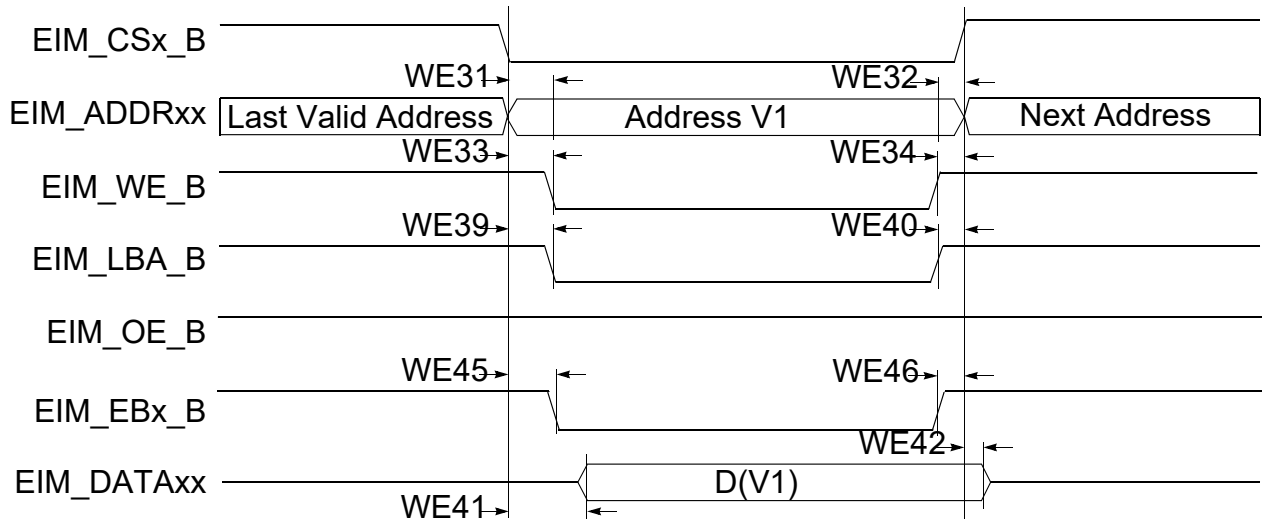 EIM_CSx_B
WE31 WE32
EIM_ADDRxx Last Valid Address Address V1 Next Address
WE33 WE34
EIM_WE_B
WE39 WE40
EIM_LBA_B
EIM_OE_B
WE45 WE46
EIM_EBx_B
WE42
EIM_DATAxx D(V1)
WE41